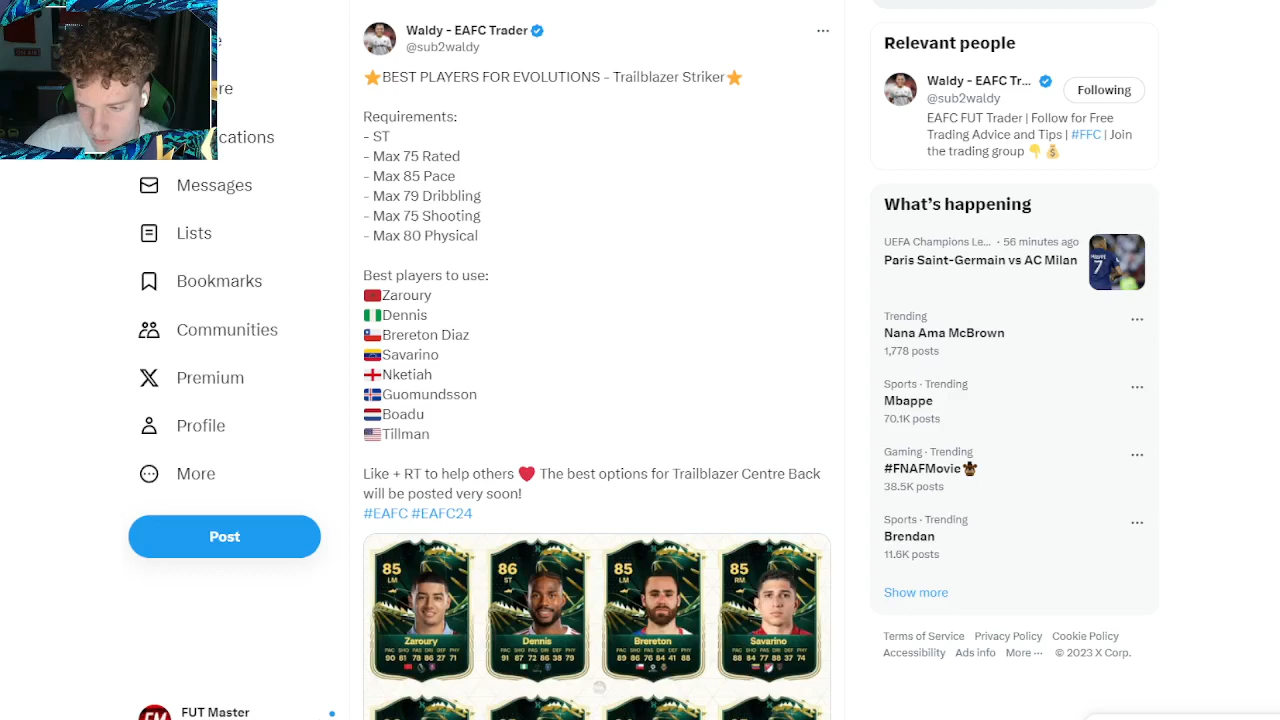 Waldy - EAFC Trader
@sub2waldy
⭐BEST PLAYERS FOR EVOLUTIONS - Trailblazer Striker⭐
Requirements:
- ST
- Max 75 Rated
- Max 85 Pace
- Max 79 Dribbling
- Max 75 Shooting
- Max 80 Physical
Best players to use:
🇲🇦Zaroury
🇳🇬Dennis
🇨🇱Brereton Diaz
🇻🇪Savarino
🏴󠁧󠁢󠁥󠁮󠁧󠁿Nketiah
🇮🇸Guomundsson
🇳🇱Boadu
🇺🇸Tillman
Like + RT to help others ❤️ The best options for Trailblazer Centre Back
will be posted very soon!
#EAFC #EAFC24
85 LM
Zaroury
PAC SHO PAS DRI DEF PHY
90 81 78 86 27 71
86 ST
Dennis
PAC SHO PAS DRI DEF PHY
91 87 72 86 38 79
85 LM
Brereton
PAC SHO PAS DRI DEF PHY
89 86 76 84 41 85
85 RM
Savarino
PAC SHO PAS DRI DEF PHY
88 84 77 88 37 74
re
cations
Messages
Lists
Bookmarks
Communities
Premium
Profile
More
Post
FUT Master
Relevant people
Waldy - EAFC Tr...
@sub2waldy
Following
EAFC FUT Trader | Follow for Free
Trading Advice and Tips | #FFC | Join
the trading group 👇💰
What's happening
UEFA Champions Le... · 56 minutes ago
Paris Saint-Germain vs AC Milan
Trending
Nana Ama McBrown
1,778 posts
Sports · Trending
Mbappe
70.1K posts
Gaming · Trending
#FNAFMovie
38.5K posts
Sports · Trending
Brendan
11.6K posts
Show more
Terms of Service Privacy Policy Cookie Policy
Accessibility Ads info More ··· © 2023 X Corp.